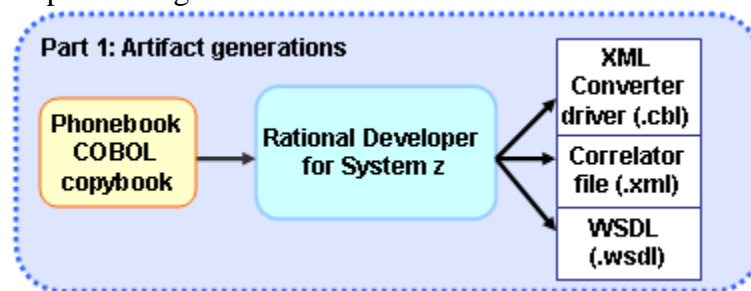 Part 1: Artifact generations
Phonebook
COBOL
copybook
Rational Developer
for System z
XML
Converter
driver (.cbl)
Correlator
file (.xml)
WSDL
(.wsdl)